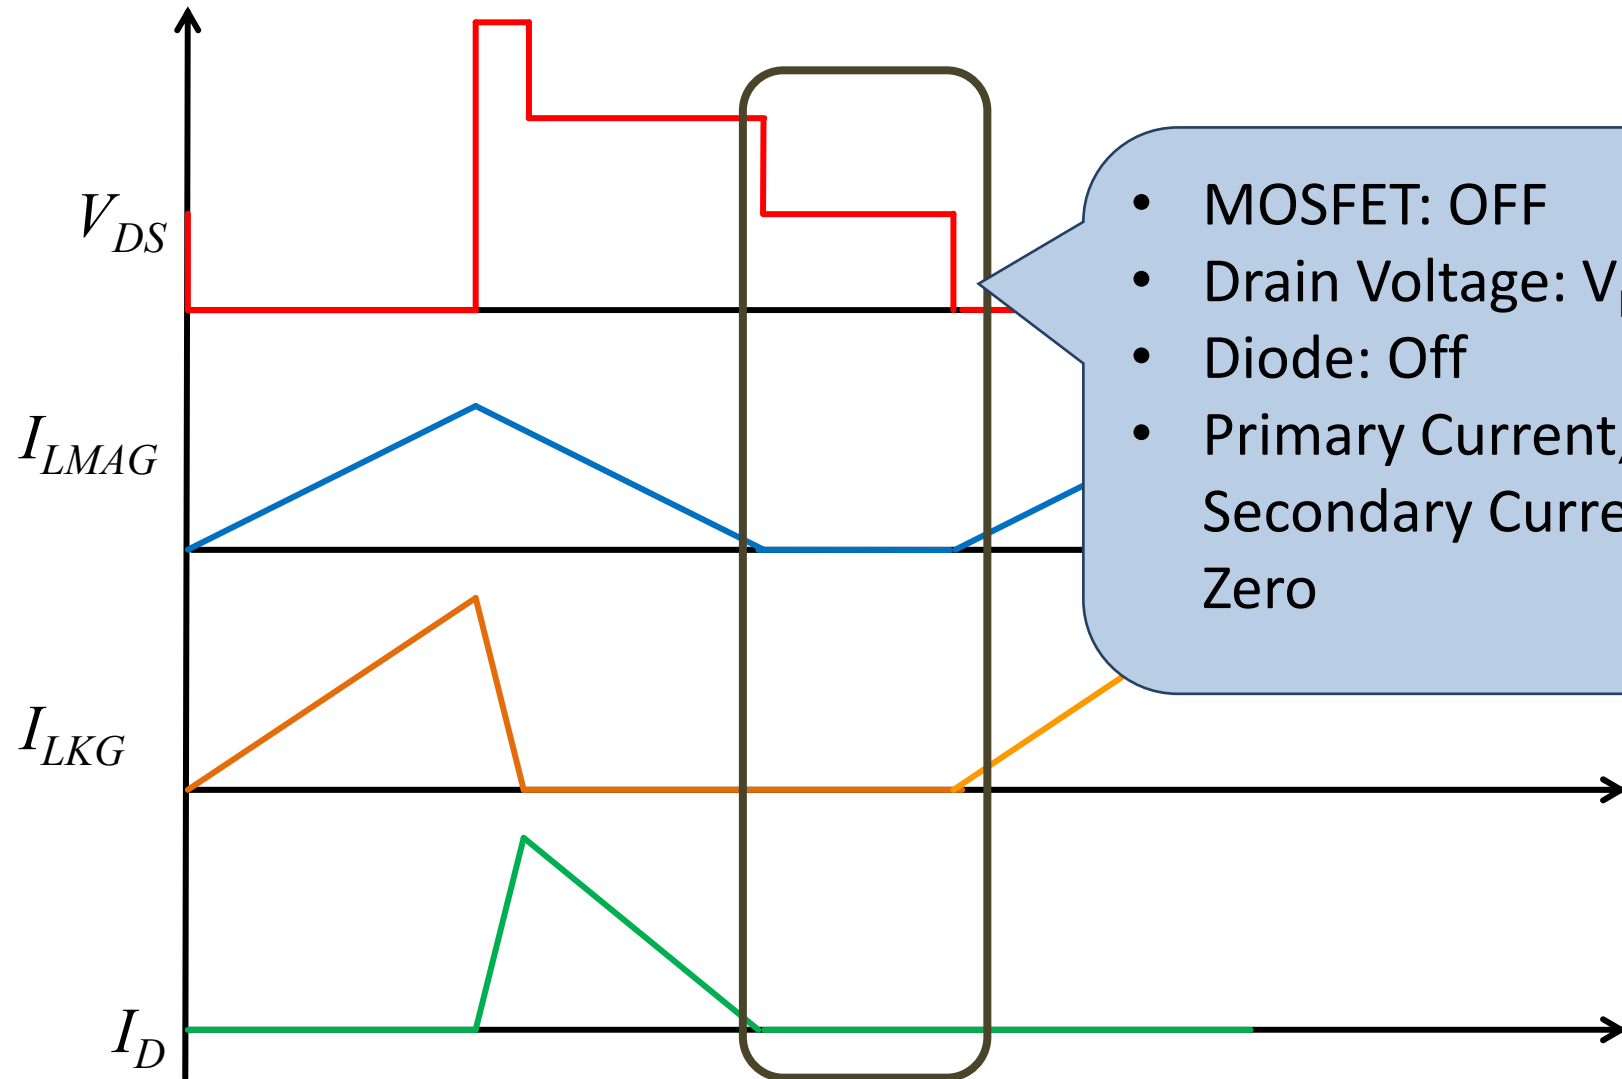 V_DS
• MOSFET: OFF
• Drain Voltage:
• Diode: Off
I_LMAG
• Primary Current,
Secondary
Zero
I_LKG
I_D